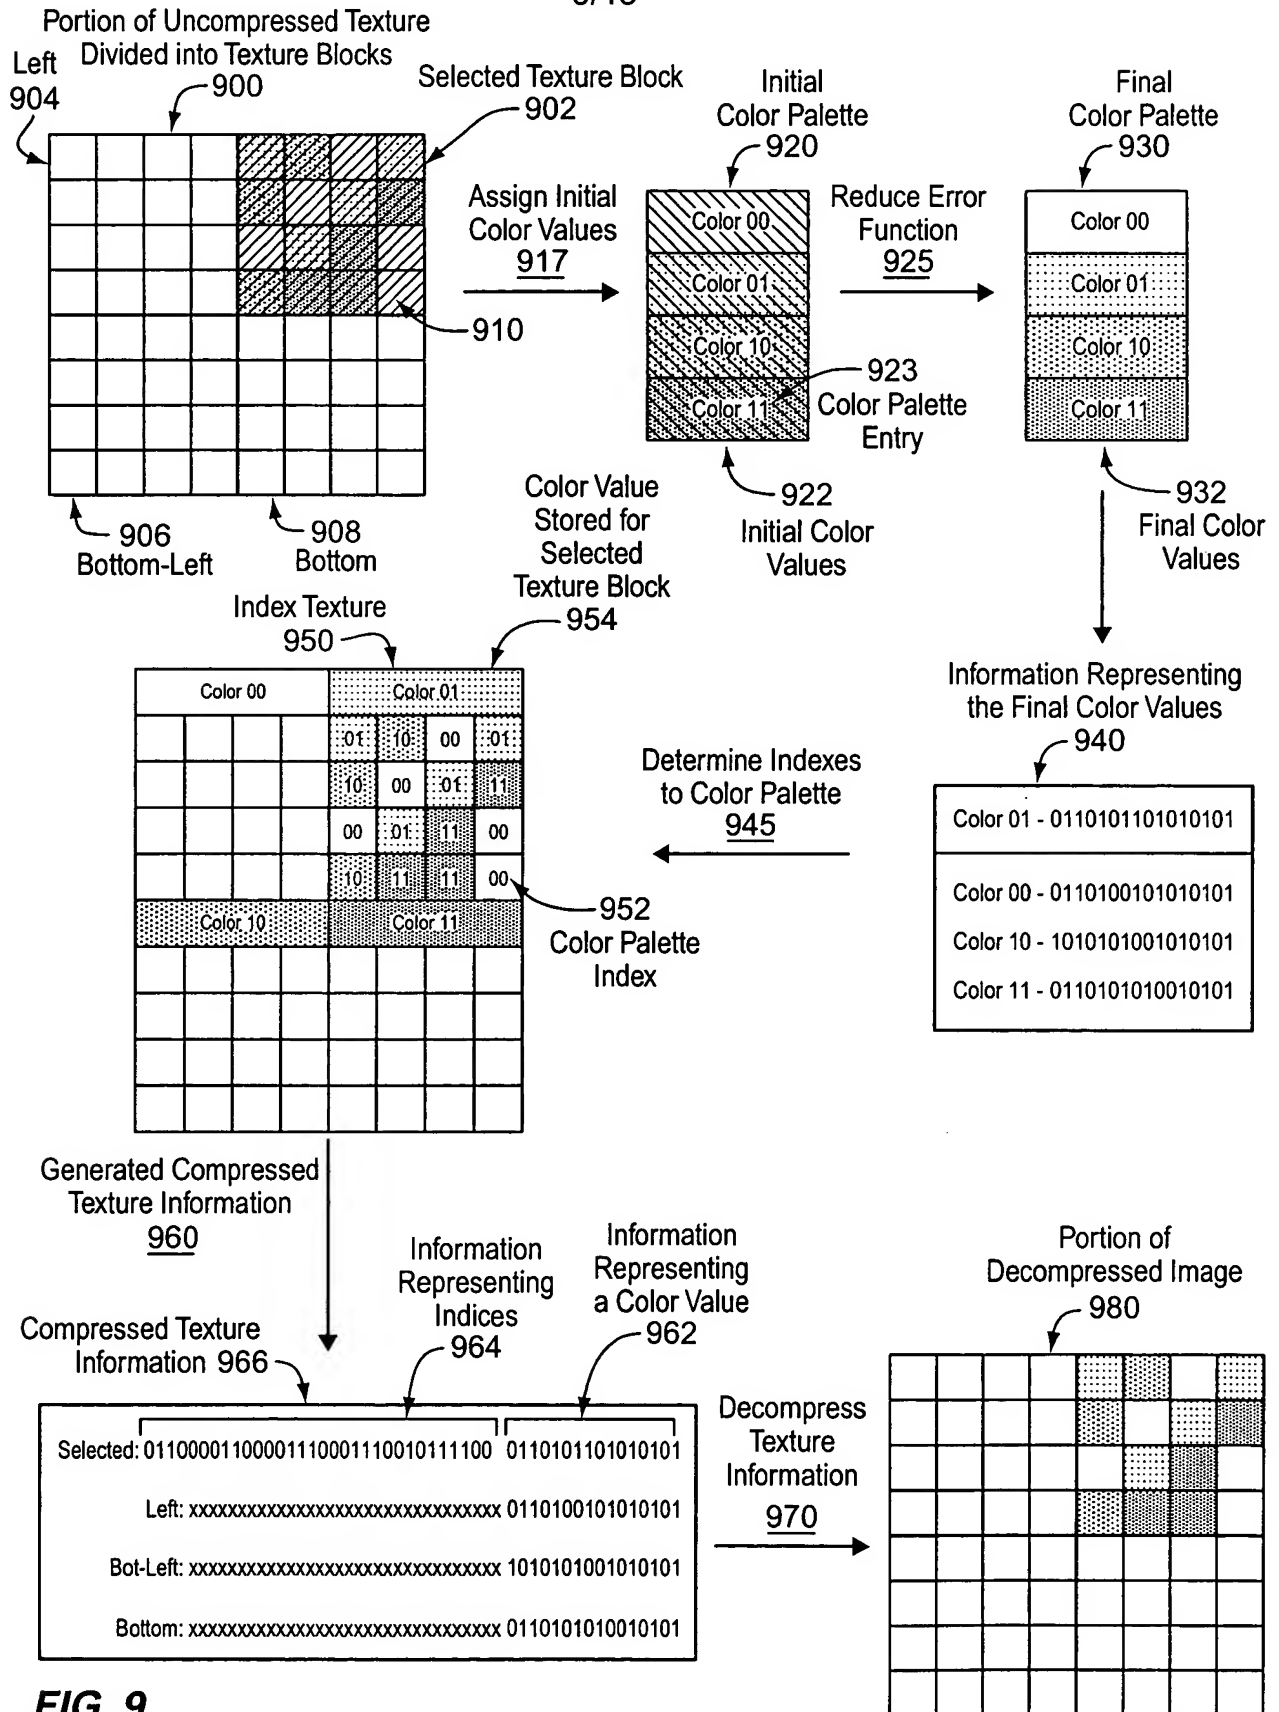 Portion of Uncompressed Texture
Divided into Texture Blocks
900
Left
904
Selected Texture Block
902
910
906
Bottom-Left
908
Bottom
Assign Initial
Color Values
917
Initial
Color Palette
920
Color 00
Color 01
Color 10
Color 11
923
Color Palette
Entry
922
Initial Color
Values
Reduce Error
Function
925
Final
Color Palette
930
Color 00
Color 01
Color 10
Color 11
932
Final Color
Values
Information Representing
the Final Color Values
940
Color 01 - 0110101101010101
Color 00 - 0110100101010101
Color 10 - 1010101001010101
Color 11 - 0110101010010101
Determine Indexes
to Color Palette
945
Color Value
Stored for
Selected
Texture Block
954
Index Texture
950
Color 00 Color 01
01 10 00 01
10 00 01 11
00 01 11 00
10 11 11 00
Color 10 Color 11
952
Color Palette
Index
Generated Compressed
Texture Information
960
Information
Representing
Indices
964
Information
Representing
a Color Value
962
Compressed Texture
Information 966
Selected: 01100001100001110001110010111100 0110101101010101
Left: xxxxxxxxxxxxxxxxxxxxxxxxxxxxxxxx 0110100101010101
Bot-Left: xxxxxxxxxxxxxxxxxxxxxxxxxxxxxxxx 1010101001010101
Bottom: xxxxxxxxxxxxxxxxxxxxxxxxxxxxxxxx 0110101010010101
Decompress
Texture
Information
970
Portion of
Decompressed Image
980
FIG. 9